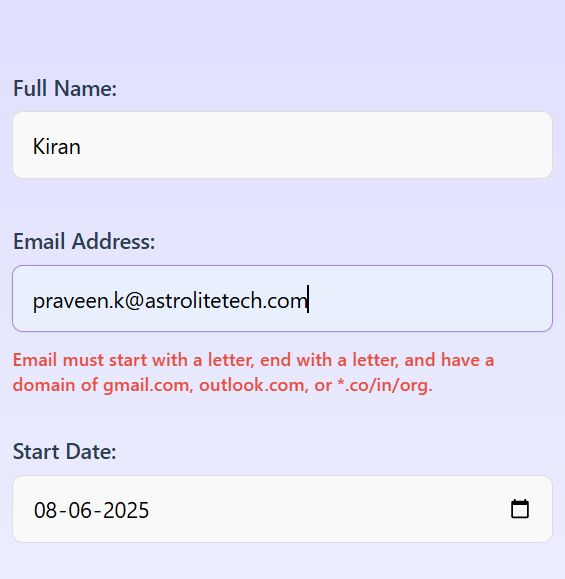 Full Name:
Kiran
Email Address:
praveen.k@astrolitetech.com
Email must start with a letter, end with a letter, and have a
domain of gmail.com, outlook.com, or *.co/in/org.
Start Date:
08-06-2025